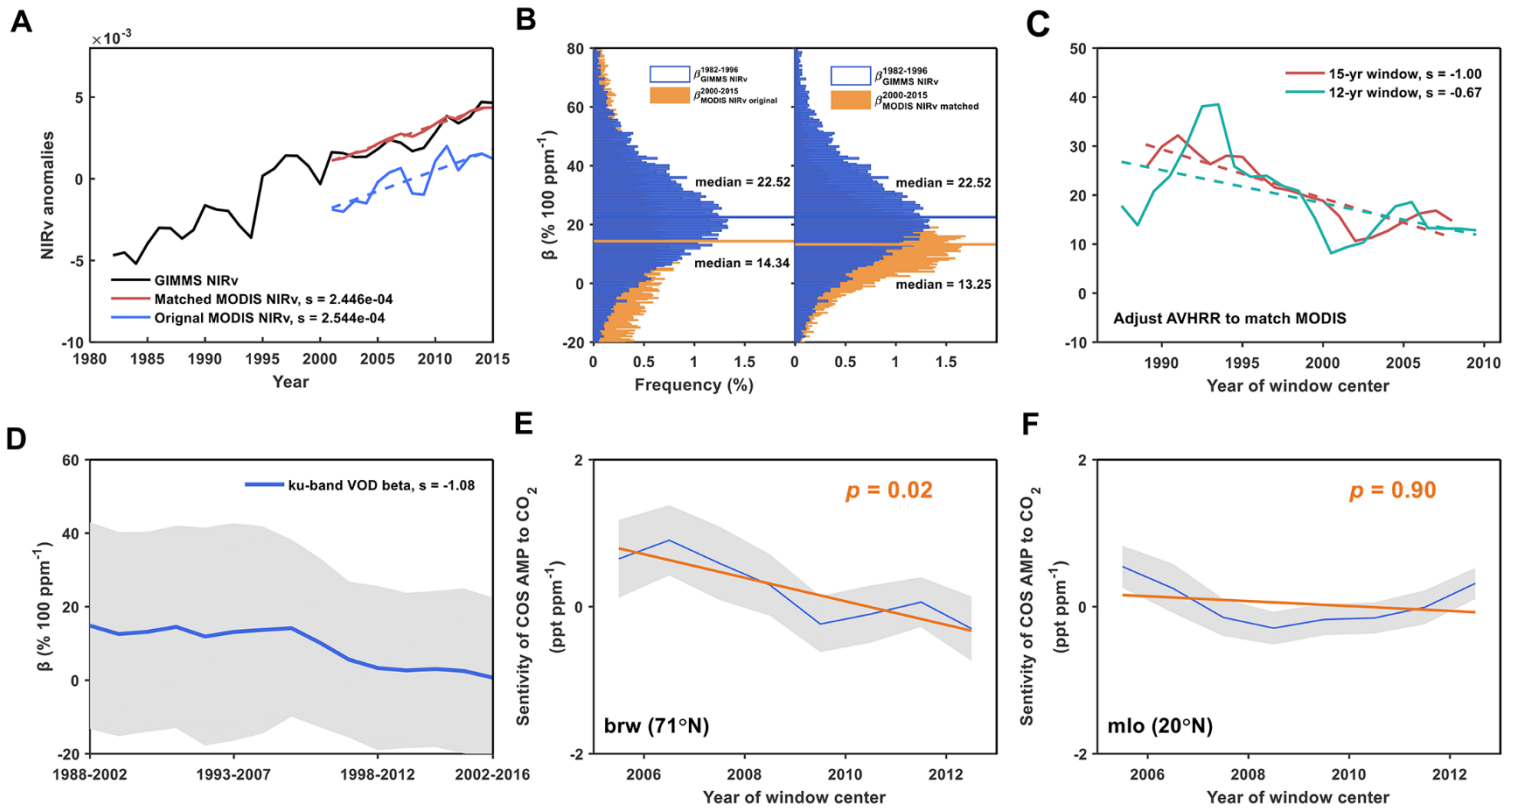 A
×10⁻³
5
0
-5
-10
NIRv anomalies
GIMMS NIRv
Matched MODIS NIRv, s = 2.446e-04
Orignal MODIS NIRv, s = 2.544e-04
1980 1985 1990 1995 2000 2005 2010 2015
Year
B
80
60
40
20
0
-20
β (% 100 ppm⁻¹)
β 1982-1996 GIMMS NIRv
β 2000-2015 MODIS NIRv original
median = 22.52
median = 14.34
β 1982-1996 GIMMS NIRv
β 2000-2015 MODIS NIRv matched
median = 22.52
median = 13.25
0 0.5 1 1.5 0 0.5 1 1.5
Frequency (%)
C
50
40
30
20
10
0
-10
15-yr window, s = -1.00
12-yr window, s = -0.67
Adjust AVHRR to match MODIS
1990 1995 2000 2005 2010
Year of window center
D
60
40
20
0
-20
β (% 100 ppm⁻¹)
ku-band VOD beta, s = -1.08
1988-2002 1993-2007 1998-2012 2002-2016
E
2
0
-2
Sentivity of COS AMP to CO₂
(ppt ppm⁻¹)
p = 0.02
brw (71°N)
2006 2008 2010 2012
Year of window center
F
2
0
-2
Sentivity of COS AMP to CO₂
(ppt ppm⁻¹)
p = 0.90
mlo (20°N)
2006 2008 2010 2012
Year of window center